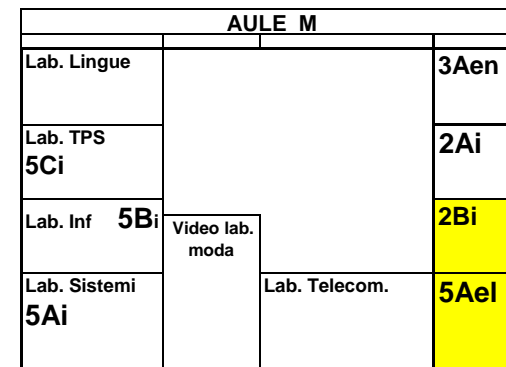 AULE M
Lab. Lingue
3Aen
Lab. TPS
5Ci
2Ai
Lab. Inf 5Bi
Video lab.
moda
2Bi
Lab. Sistemi
5Ai
Lab. Telecom.
5Ael